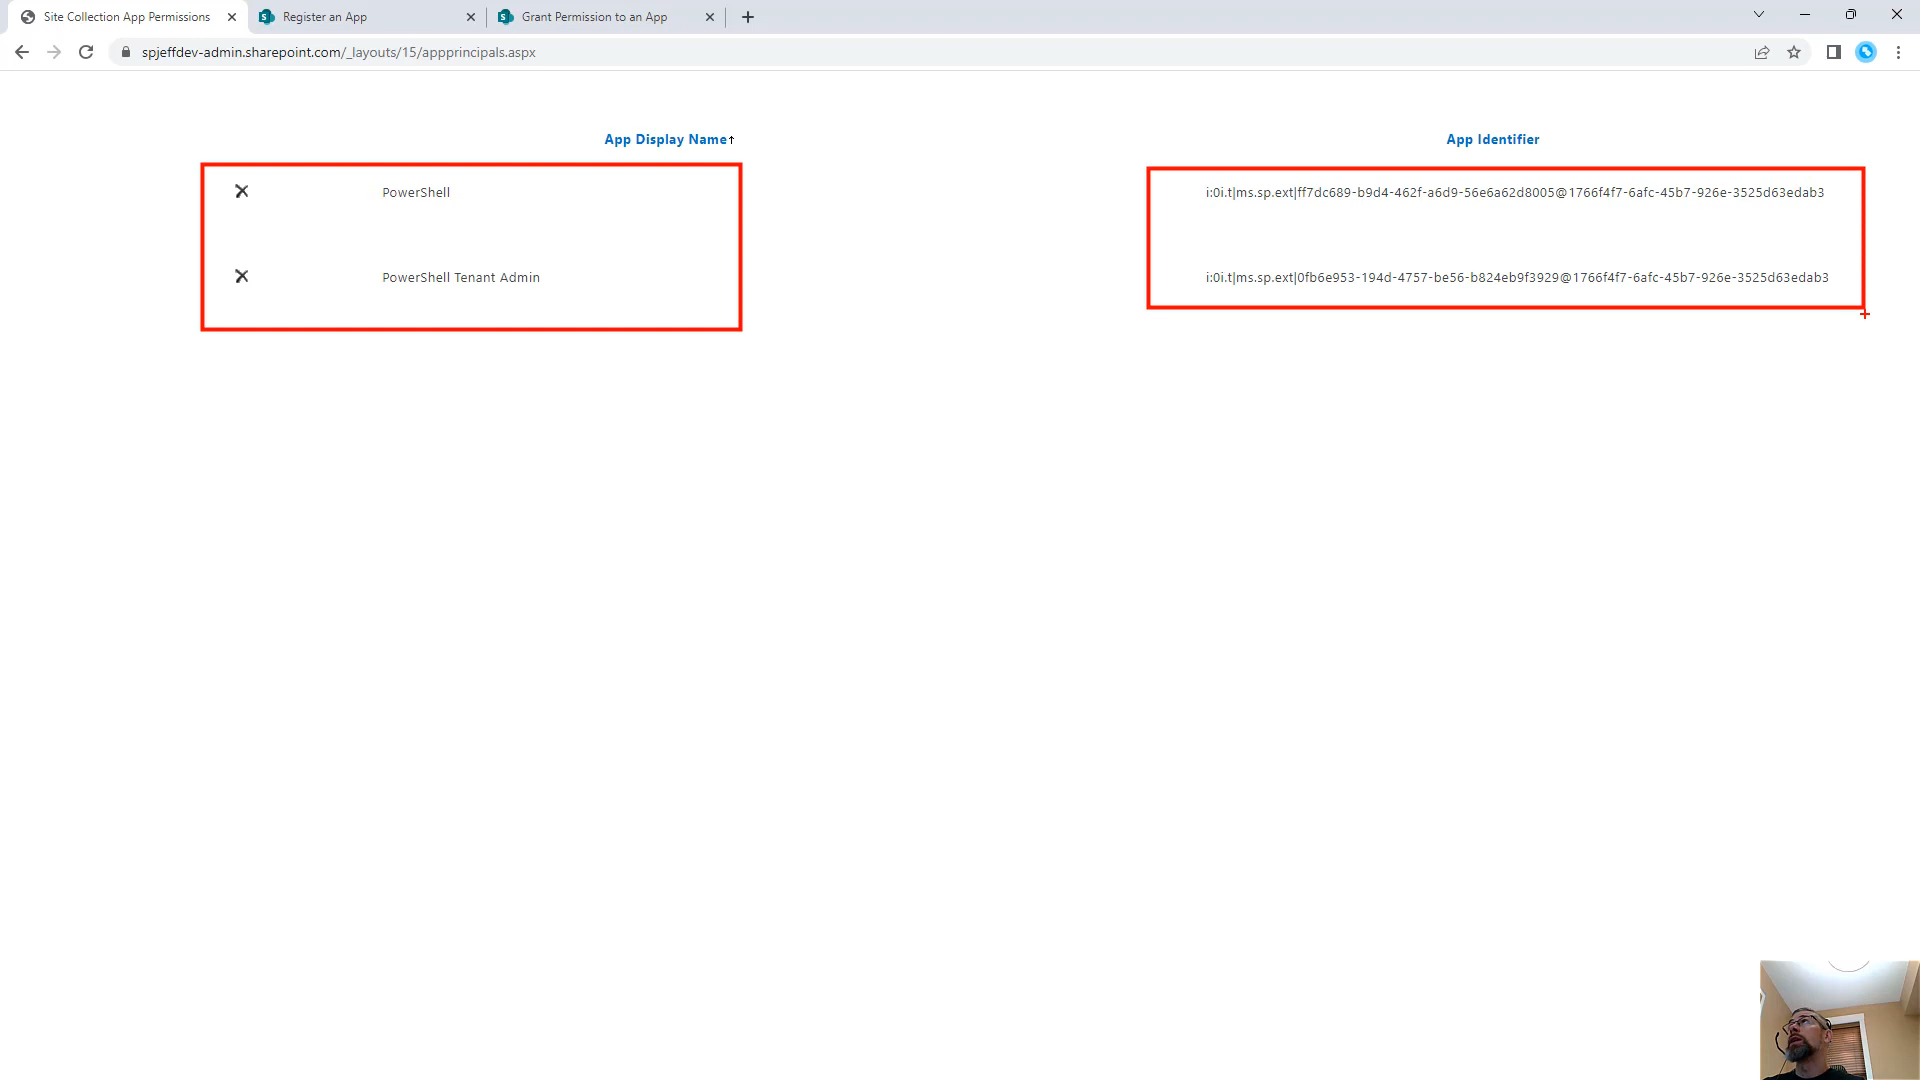 Site Collection App Permissions
Register an App
Grant Permission to an App
spjeffdev-admin.sharepoint.com/_layouts/15/appprincipals.aspx
App Display Name↑
App Identifier
PowerShell
i:0i.t|ms.sp.ext|ff7dc689-b9d4-462f-a6d9-56e6a62d8005@1766f4f7-6afc-45b7-926e-3525d63edab3
PowerShell Tenant Admin
i:0i.t|ms.sp.ext|0fb6e953-194d-4757-be56-b824eb9f3929@1766f4f7-6afc-45b7-926e-3525d63edab3